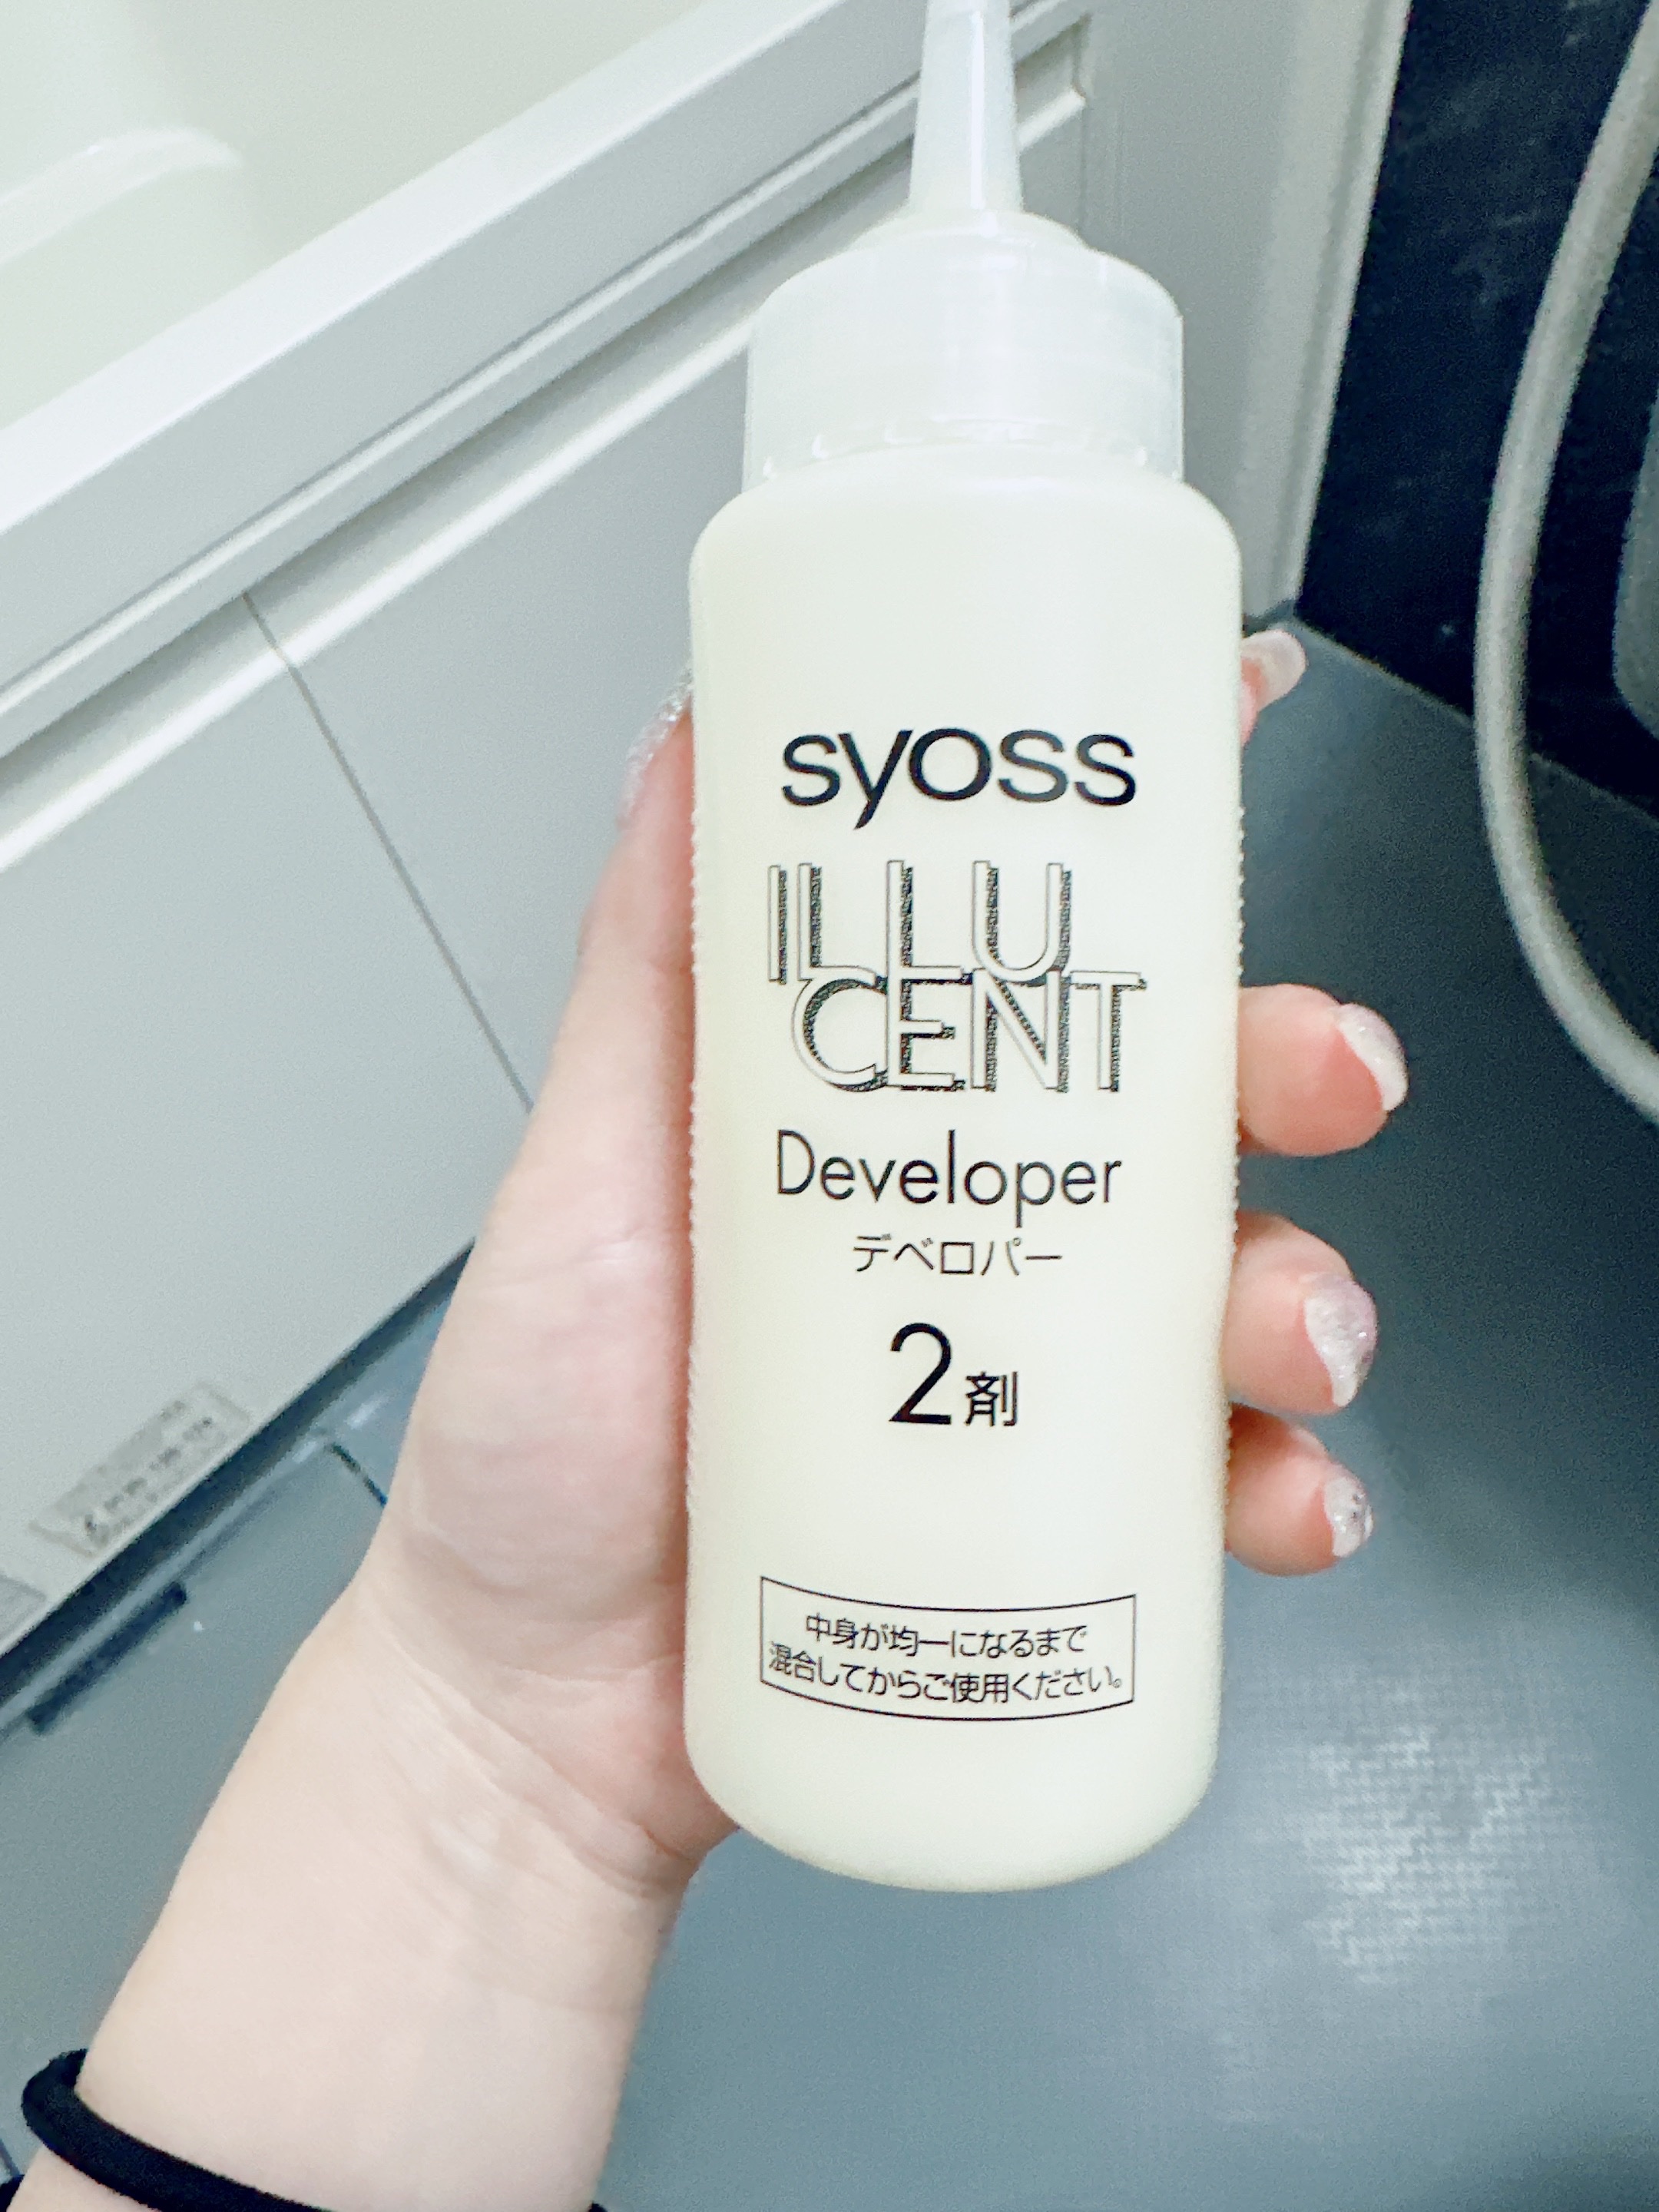 syoss
ILLU
CENT
Developer
デベロパー
2剤
中身が均一になるまで
混合してからご使用ください。